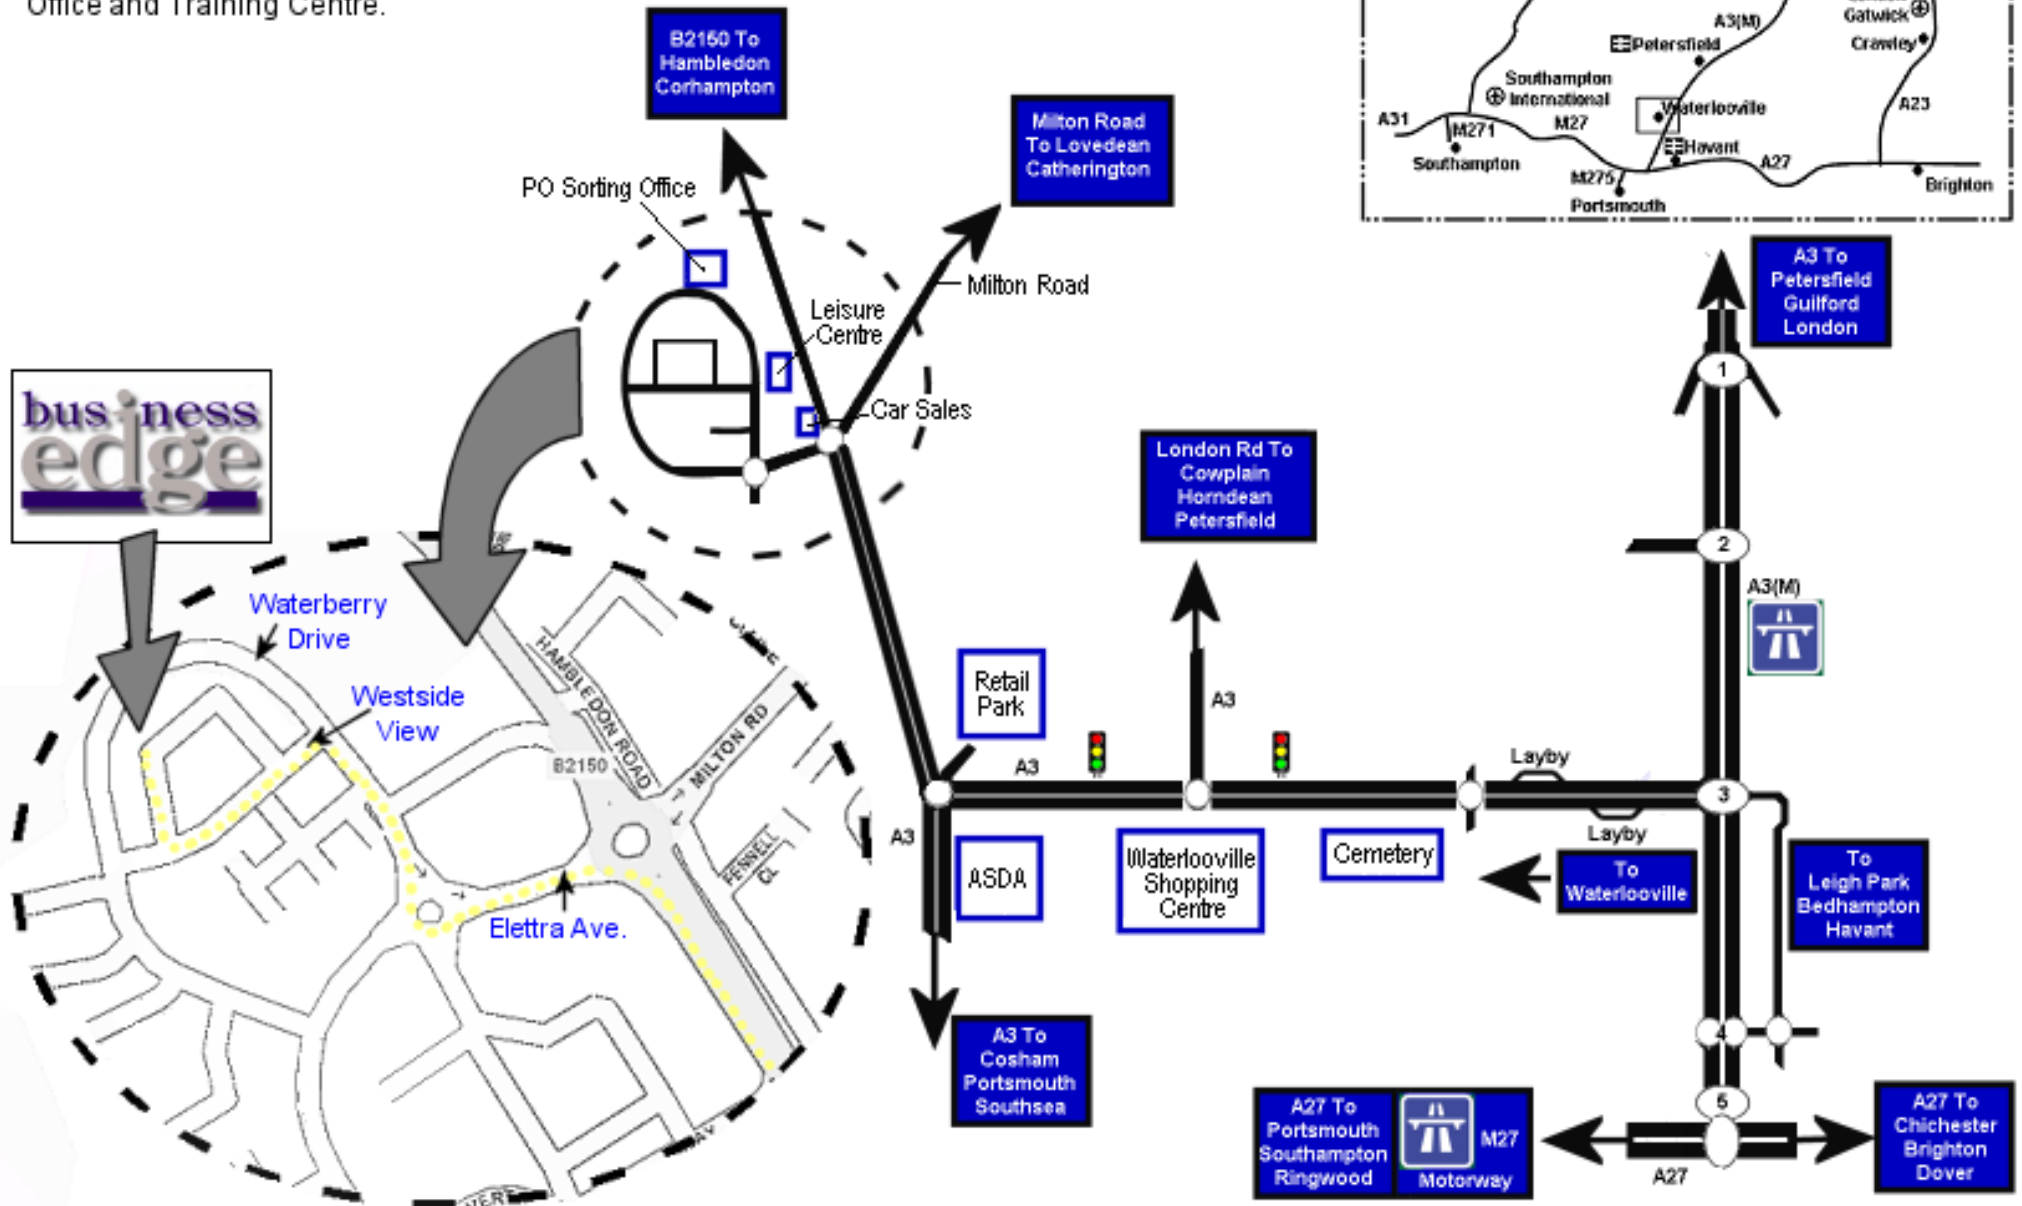 Office and Training Centre.
B2150 To
Hambledon
Corhampton
Milton Road
To Lovedean
Catherington
A3(M)
Gatwick
Petersfield
Crawley
Southampton
International
Waterlooville
A23
A31
M271
M27
Havant
Southampton
A27
M275
Brighton
Portsmouth
PO Sorting Office
Milton Road
Leisure
Centre
Car Sales
A3 To
Petersfield
Guilford
London
1
business
edge
London Rd To
Cowplain
Horndean
Petersfield
2
A3(M)
Waterberry
Drive
Westside
View
HAMBLEDON ROAD
MILTON RD
B2150
FENNELL
CL
Elettra Ave.
Retail
Park
A3
A3
Layby
3
A3
Layby
ASDA
Waterlooville
Shopping
Centre
Cemetery
To
Waterlooville
To
Leigh Park
Bedhampton
Havant
A3 To
Cosham
Portsmouth
Southsea
4
5
A27 To
Portsmouth
Southampton
Ringwood
M27
Motorway
A27
A27 To
Chichester
Brighton
Dover